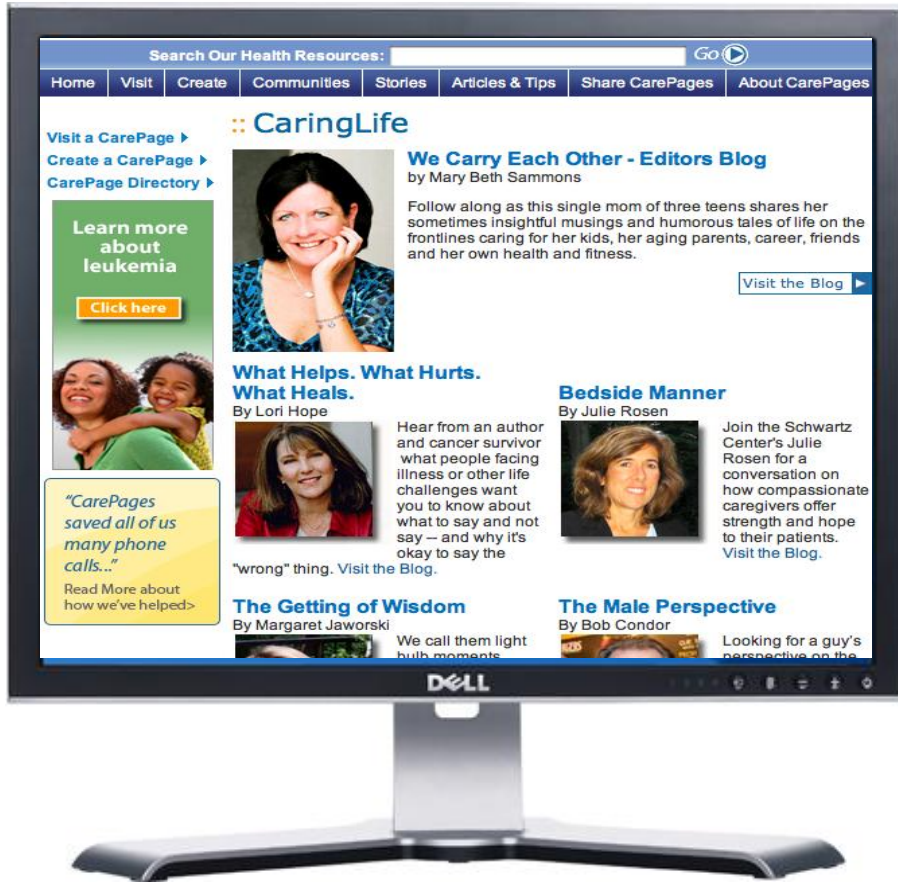 Search Our Health Resources:
Go
Home
Visit
Create
Communities
Stories
Articles & Tips
Share CarePages
About CarePages
Visit a CarePage
Create a CarePage
CarePage Directory
Learn more
about
leukemia
Click here
"CarePages
saved all of us
many phone
calls..."
Read More about
how we've helped>
:: CaringLife
We Carry Each Other - Editors Blog
by Mary Beth Sammons
Follow along as this single mom of three teens shares her
sometimes insightful musings and humorous tales of life on the
frontlines caring for her kids, her aging parents, career, friends
and her own health and fitness.
Visit the Blog
What Helps. What Hurts.
What Heals.
By Lori Hope
Hear from an author
and cancer survivor
what people facing
illness or other life
challenges want
you to know about
what to say and not
say -- and why it's
okay to say the
"wrong" thing. Visit the Blog.
Bedside Manner
By Julie Rosen
Join the Schwartz
Center's Julie
Rosen for a
conversation on
how compassionate
caregivers offer
strength and hope
to their patients.
Visit the Blog.
The Getting of Wisdom
By Margaret Jaworski
We call them light
bulb moments
The Male Perspective
By Bob Condor
Looking for a guy's
perspective on the
DELL